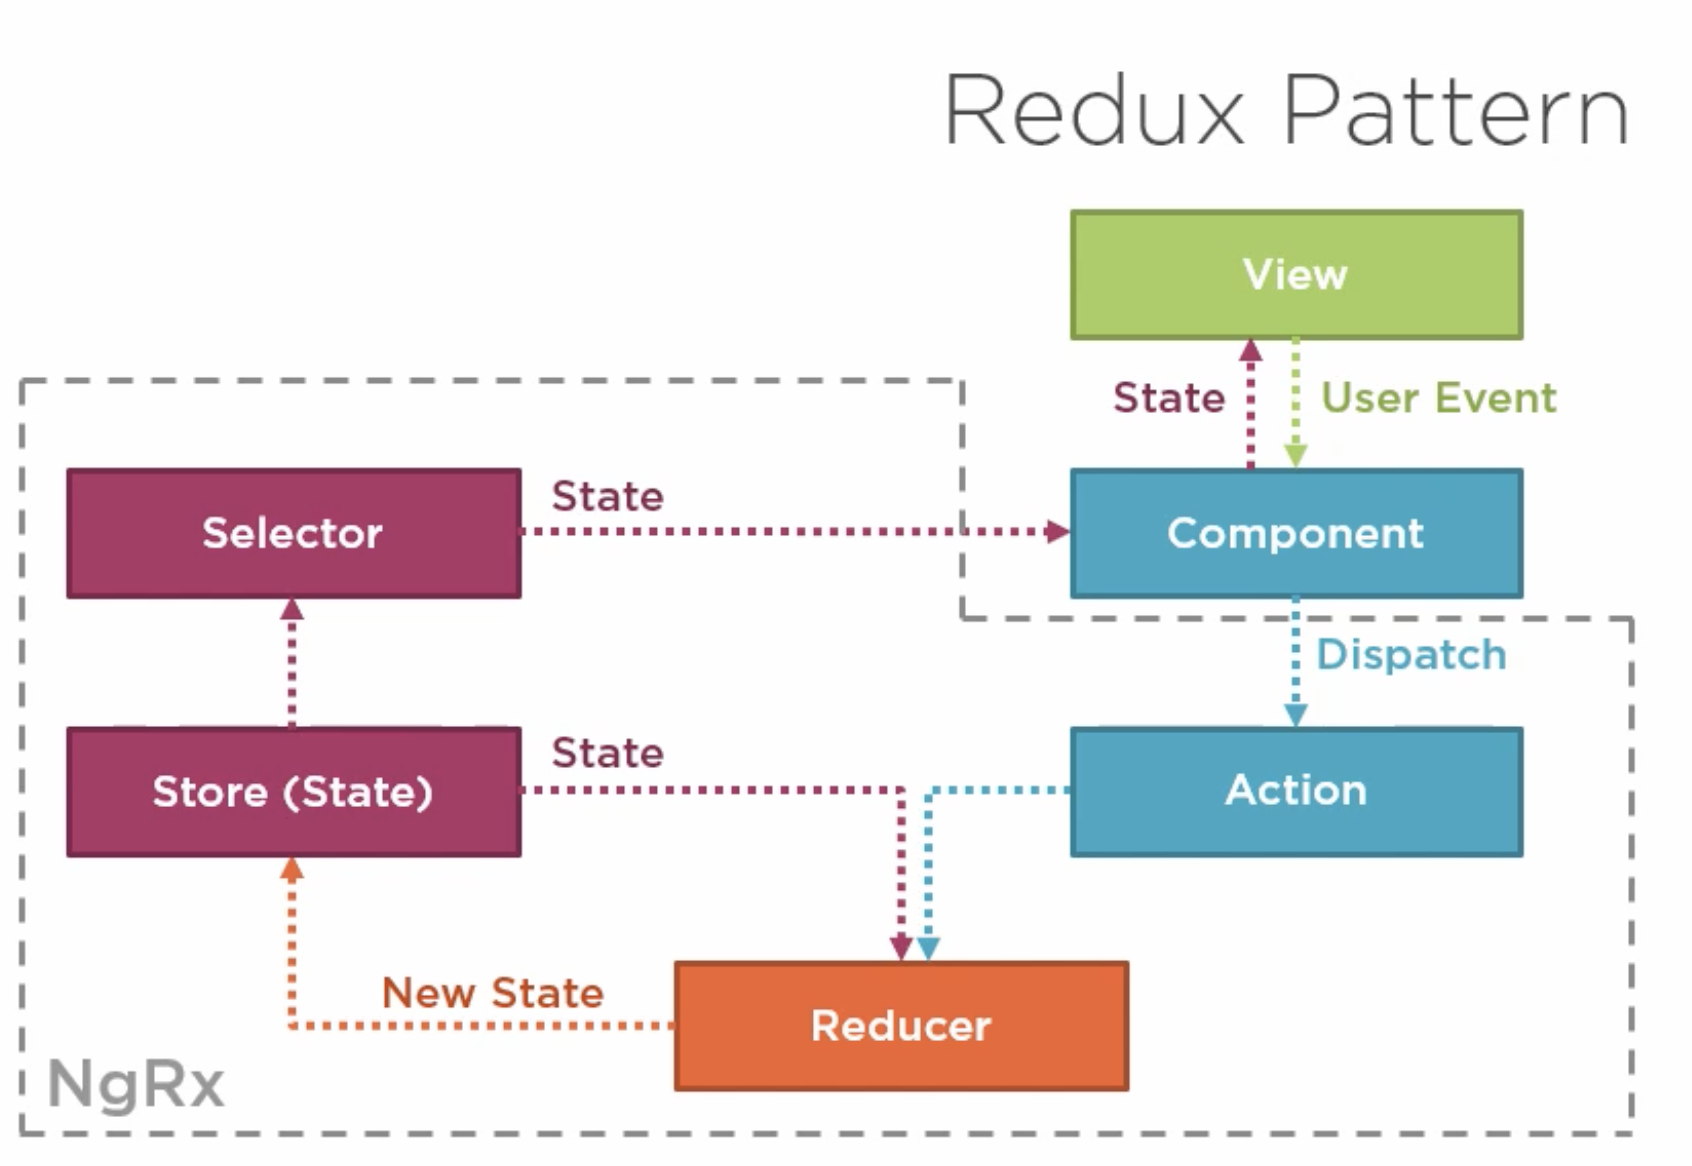 Redux Pattern
View
State
User Event
Selector
State
Component
Dispatch
Store (State)
State
Action
New State
Reducer
NgRx